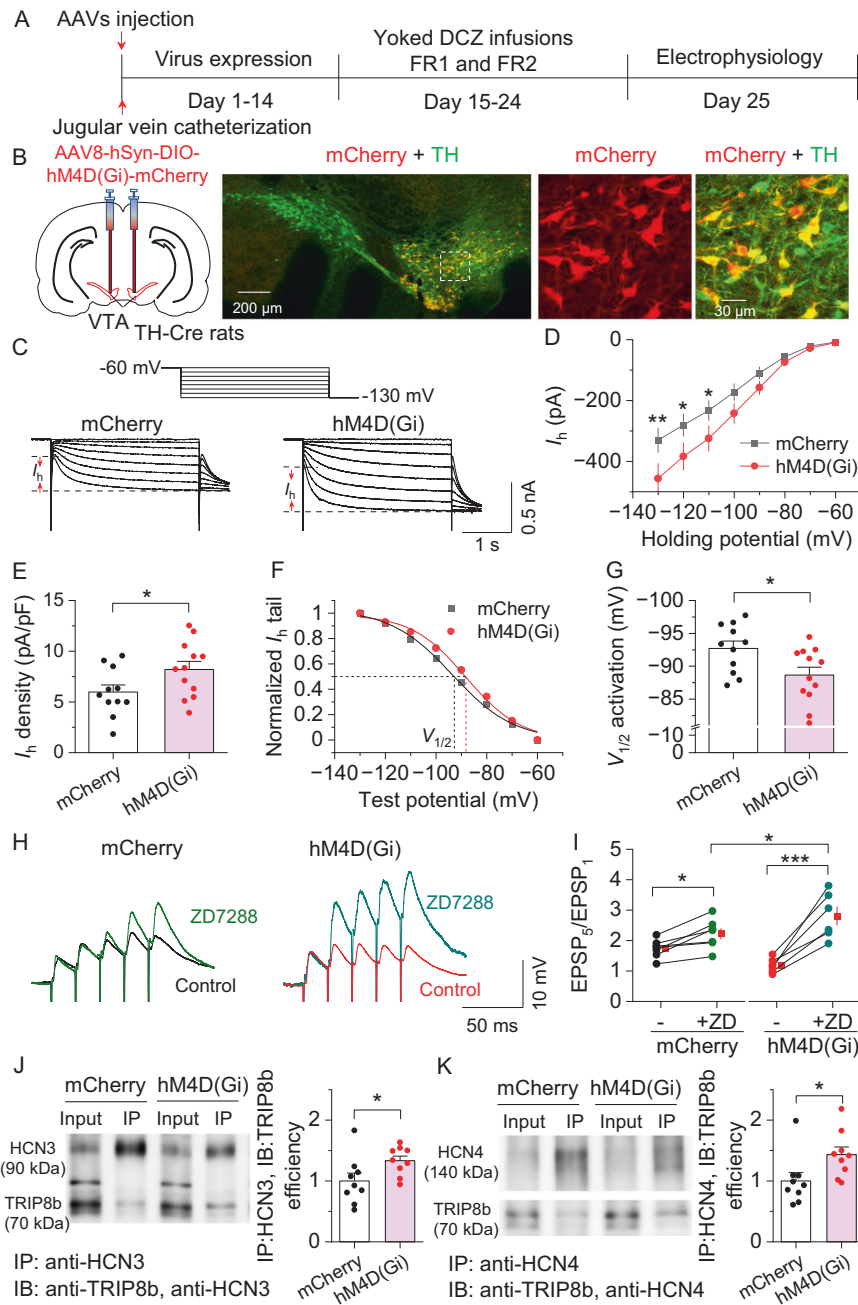 A
AAVs injection
Virus expression
Yoked DCZ infusions
FR1 and FR2
Electrophysiology
Day 1-14
Day 15-24
Day 25
Jugular vein catheterization
B
AAV8-hSyn-DIO-
hM4D(Gi)-mCherry
VTA
TH-Cre rats
mCherry + TH
200 µm
mCherry
mCherry + TH
30 µm
C
-60 mV
-130 mV
mCherry
hM4D(Gi)
Ih
Ih
0.5 nA
1 s
D
Ih (pA)
0
−200
−400
** * *
mCherry
hM4D(Gi)
−140 −120 −100 −80 −60
Holding potential (mV)
E
Ih density (pA/pF)
15
10
5
0
*
mCherry
hM4D(Gi)
F
Normalized Ih tail
1
0.8
0.6
0.4
0.2
0
mCherry
hM4D(Gi)
V1/2
−140 −120 −100 −80 −60
Test potential (mV)
G
V1/2 activation (mV)
−100
−95
−90
−85
−10
0
*
mCherry
hM4D(Gi)
H
mCherry
hM4D(Gi)
ZD7288
Control
ZD7288
Control
10 mV
50 ms
I
EPSP5/EPSP1
5
4
3
2
1
0
*
*
***
- +ZD - +ZD
mCherry hM4D(Gi)
J
mCherry hM4D(Gi)
Input IP Input IP
HCN3
(90 kDa)
TRIP8b
(70 kDa)
IP: anti-HCN3
IB: anti-TRIP8b, anti-HCN3
IP:HCN3, IB:TRIP8b
efficiency
2
1
0
*
mCherry
hM4D(Gi)
K
mCherry hM4D(Gi)
Input IP Input IP
HCN4
(140 kDa)
TRIP8b
(70 kDa)
IP: anti-HCN4
IB: anti-TRIP8b, anti-HCN4
IP:HCN4, IB:TRIP8b
efficiency
2
1
0
*
mCherry
hM4D(Gi)